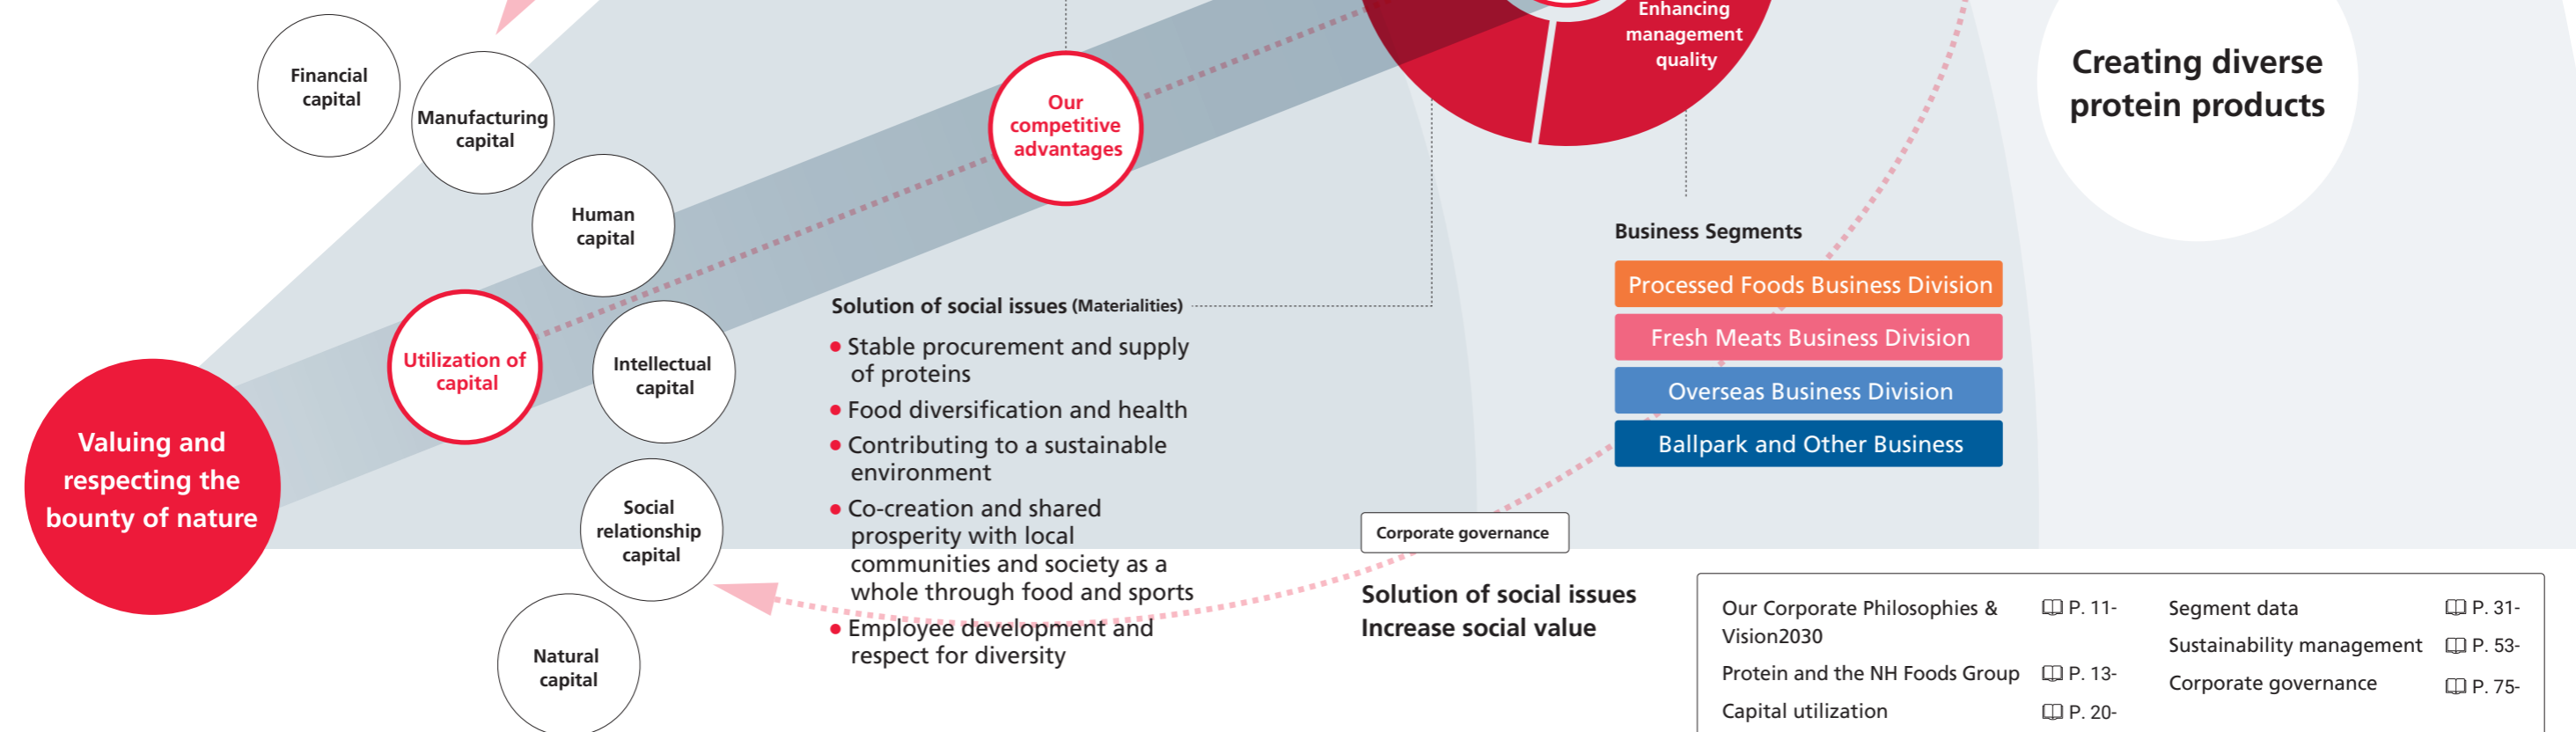 Enhancing
management
quality
Creating diverse
protein products
Financial
capital
Manufacturing
capital
Our
competitive
advantages
Human
capital
Utilization of
capital
Intellectual
capital
Valuing and
respecting the
bounty of nature
Social
relationship
capital
Natural
capital
Solution of social issues (Materialities)
• Stable procurement and supply
of proteins
• Food diversification and health
• Contributing to a sustainable
environment
• Co-creation and shared
prosperity with local
communities and society as a
whole through food and sports
• Employee development and
respect for diversity
Business Segments
Processed Foods Business Division
Fresh Meats Business Division
Overseas Business Division
Ballpark and Other Business
Corporate governance
Solution of social issues
Increase social value
Our Corporate Philosophies & P. 11-
Vision2030
Protein and the NH Foods Group P. 13-
Capital utilization P. 20-
Segment data P. 31-
Sustainability management P. 53-
Corporate governance P. 75-